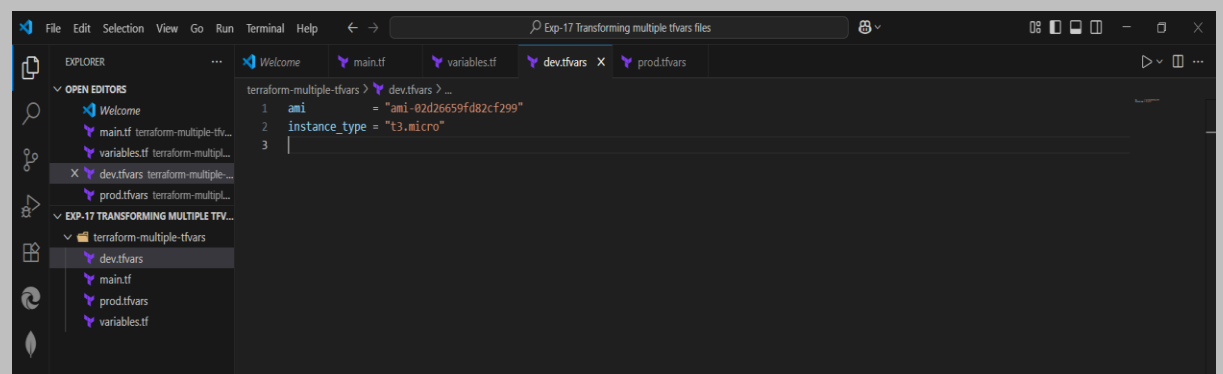 File Edit Selection View Go Run Terminal Help
Exp-17 Transforming multiple tfvars files
EXPLORER
Welcome
main.tf
variables.tf
dev.tfvars
prod.tfvars
OPEN EDITORS
Welcome
main.tf terraform-multiple-tfv...
variables.tf terraform-multipl...
dev.tfvars terraform-multiple-...
prod.tfvars terraform-multipl...
EXP-17 TRANSFORMING MULTIPLE TFV...
terraform-multiple-tfvars
dev.tfvars
main.tf
prod.tfvars
variables.tf
terraform-multiple-tfvars > dev.tfvars > ...
1 ami = "ami-02d26659fd82cf299"
2 instance_type = "t3.micro"
3